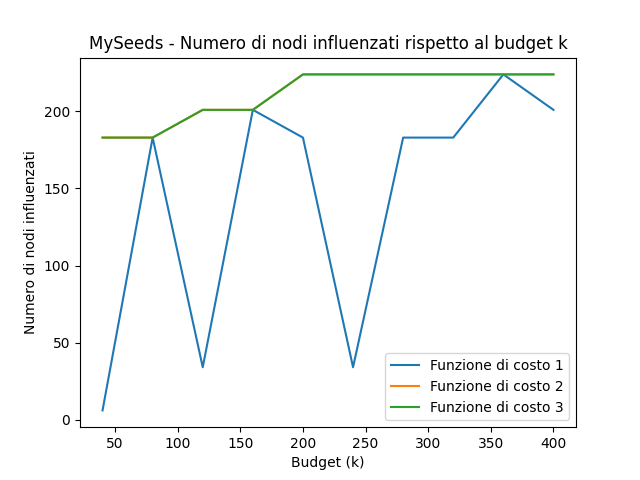 MySeeds - Numero di nodi influenzati rispetto al budget k
Numero di nodi influenzati
200
150
100
50
0
50 100 150 200 250 300 350 400
Budget (k)
Funzione di costo 1
Funzione di costo 2
Funzione di costo 3